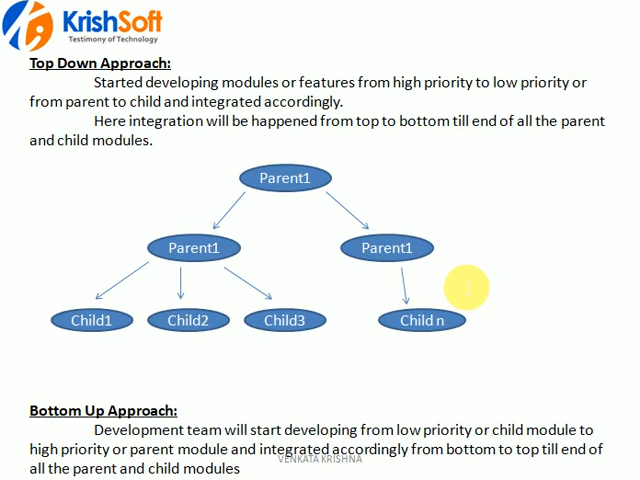 KrishSoft
Testimony of Technology
Top Down Approach:
Started developing modules or features from high priority to low priority or
from parent to child and integrated accordingly.
Here integration will be happened from top to bottom till end of all the parent
and child modules.
Parent1
Parent1
Parent1
Child1
Child2
Child3
Child n
Bottom Up Approach:
Development team will start developing from low priority or child module to
high priority or parent module and integrated accordingly from bottom to top till end of
VENKATA KRISHNA
all the parent and child modules